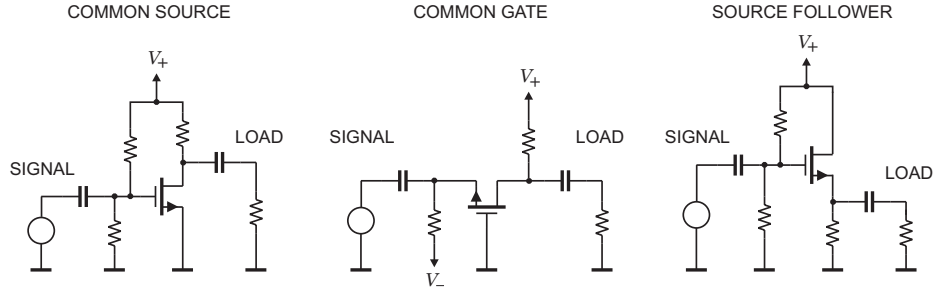 COMMON SOURCE
V+
SIGNAL
LOAD
COMMON GATE
V+
SIGNAL
LOAD
V−
SOURCE FOLLOWER
V+
SIGNAL
LOAD